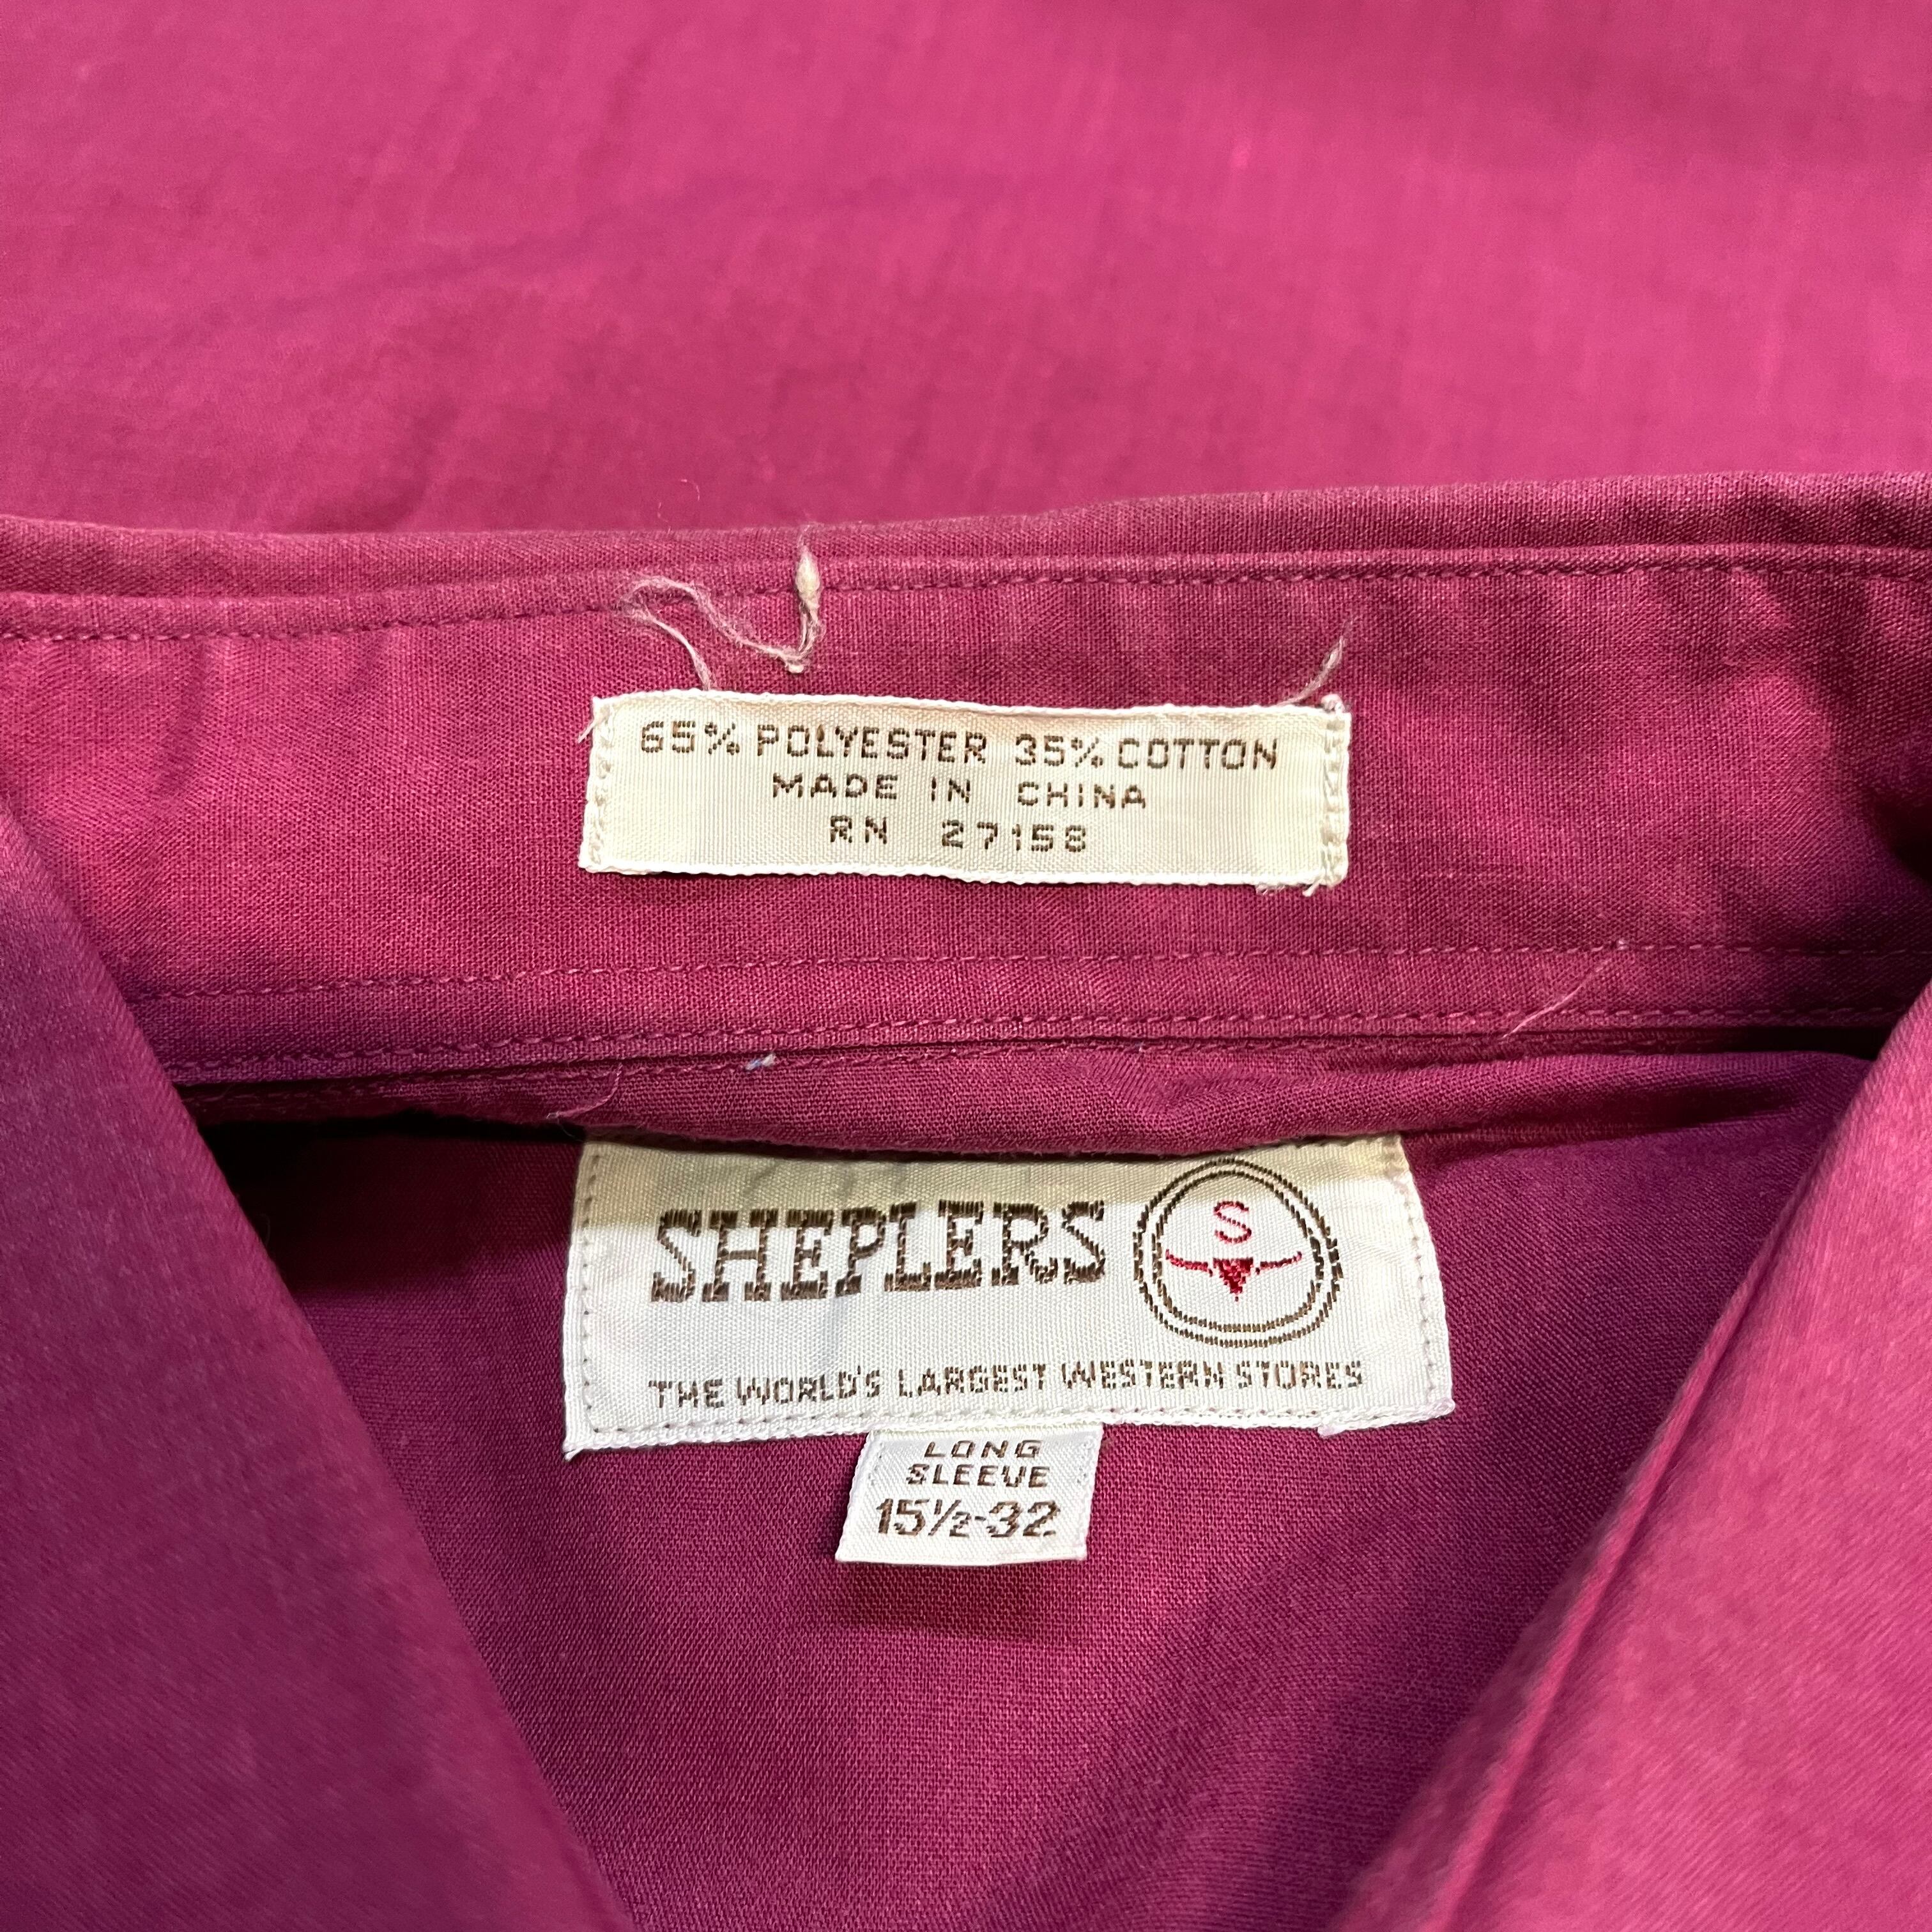 65% POLYESTER 35% COTTON
MADE IN CHINA
RN 27158
SHEPLERS
S
THE WORLD'S LARGEST WESTERN STORES
LONG
SLEEVE
15½-32